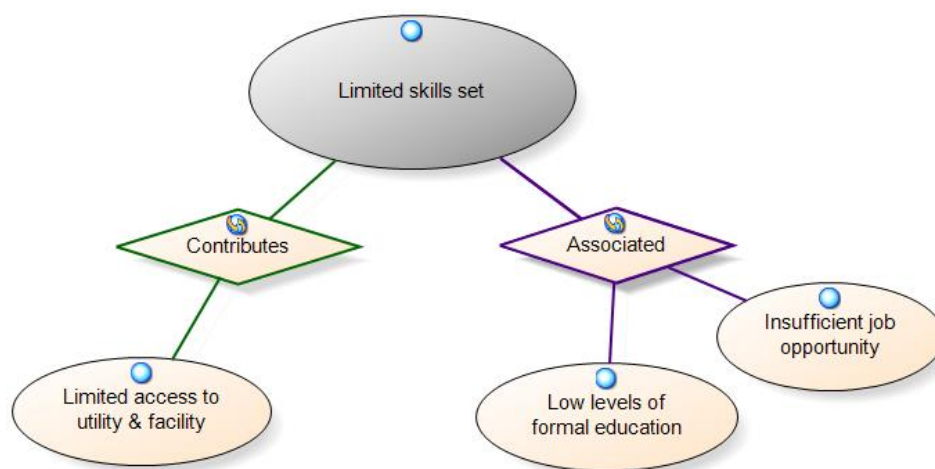 Limited skills set
Contributes
Associated
Insufficient job
opportunity
Limited access to
utility & facility
Low levels of
formal education